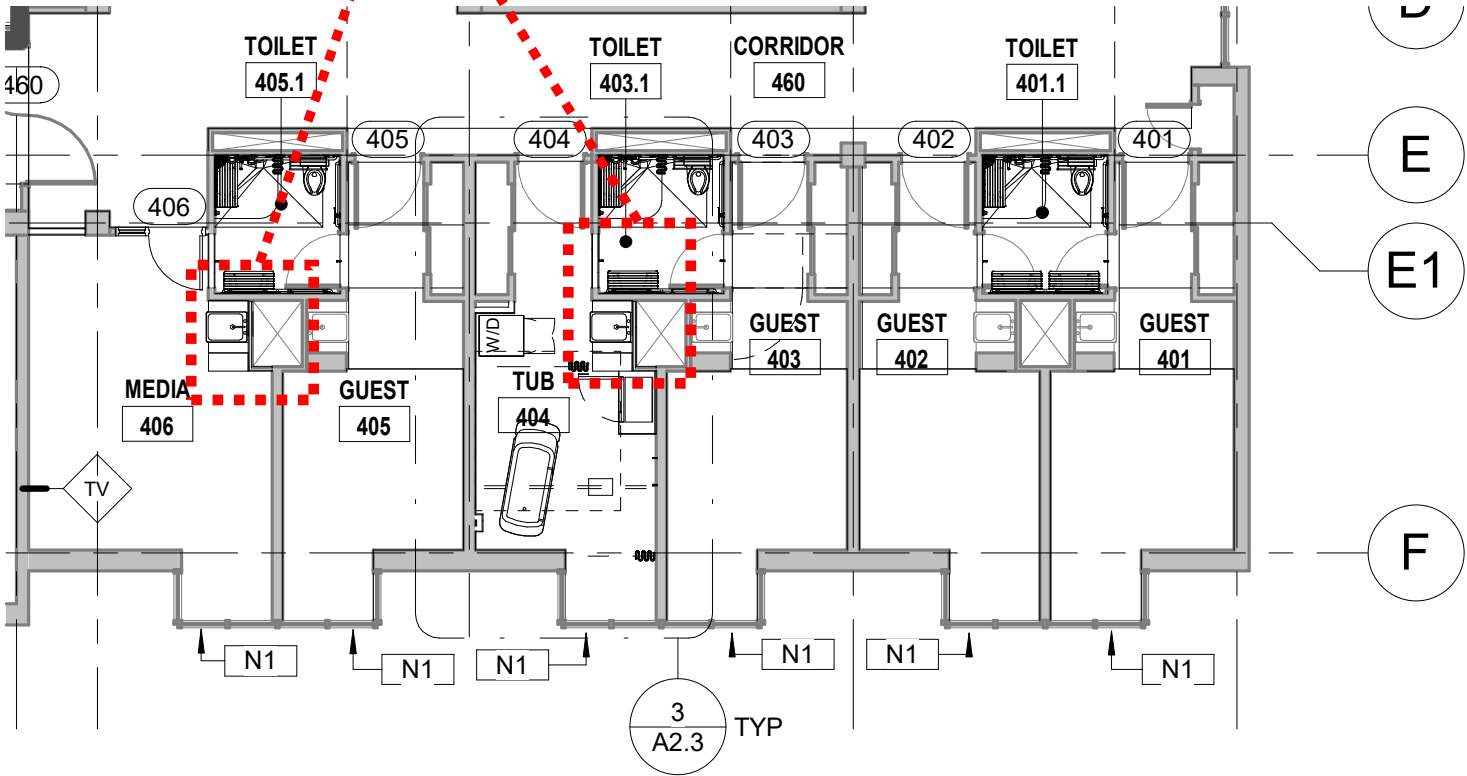 D
TOILET
405.1
TOILET
403.1
CORRIDOR
460
TOILET
401.1
460
405
404
403
402
401
E
406
E1
W/D
GUEST
403
GUEST
402
GUEST
401
MEDIA
406
GUEST
405
TUB
404
TV
F
N1
N1
N1
N1
N1
N1
3
A2.3
TYP